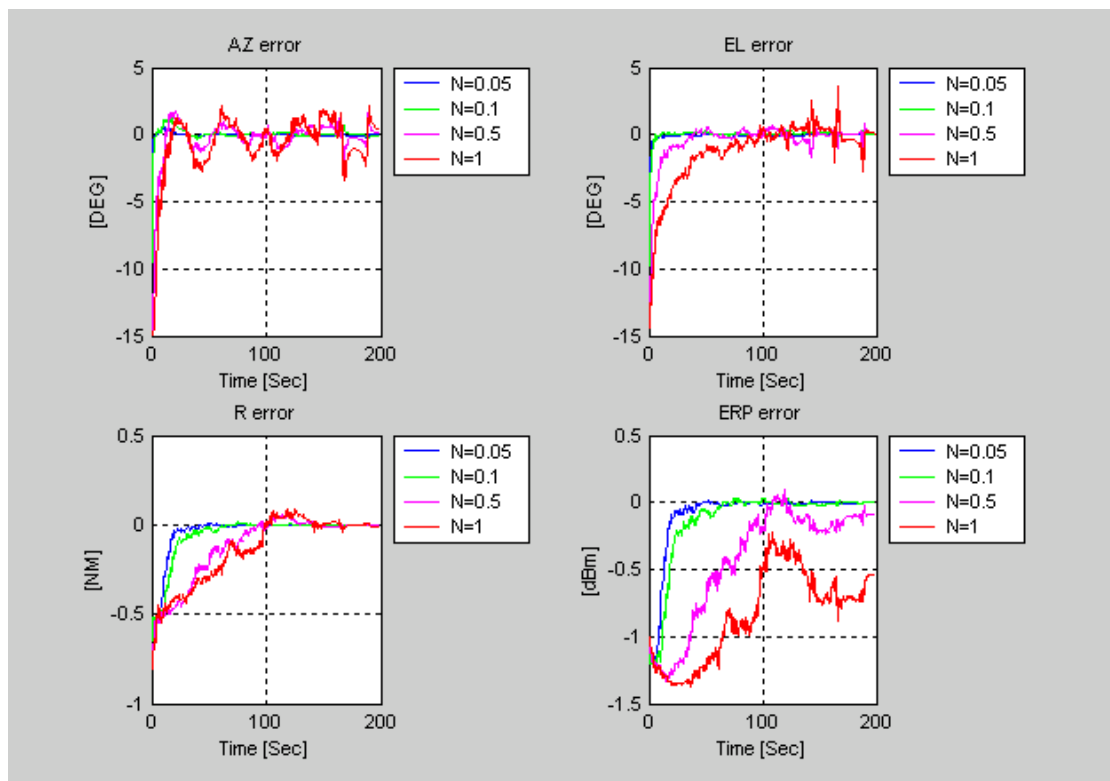 AZ error
5
0
-5
-10
-15
[DEG]
0 100 200
Time [Sec]
N=0.05
N=0.1
N=0.5
N=1
EL error
5
0
-5
-10
-15
[DEG]
0 100 200
Time [Sec]
N=0.05
N=0.1
N=0.5
N=1
R error
0.5
0
-0.5
-1
[NM]
0 100 200
Time [Sec]
N=0.05
N=0.1
N=0.5
N=1
ERP error
0.5
0
-0.5
-1
-1.5
[dBm]
0 100 200
Time [Sec]
N=0.05
N=0.1
N=0.5
N=1